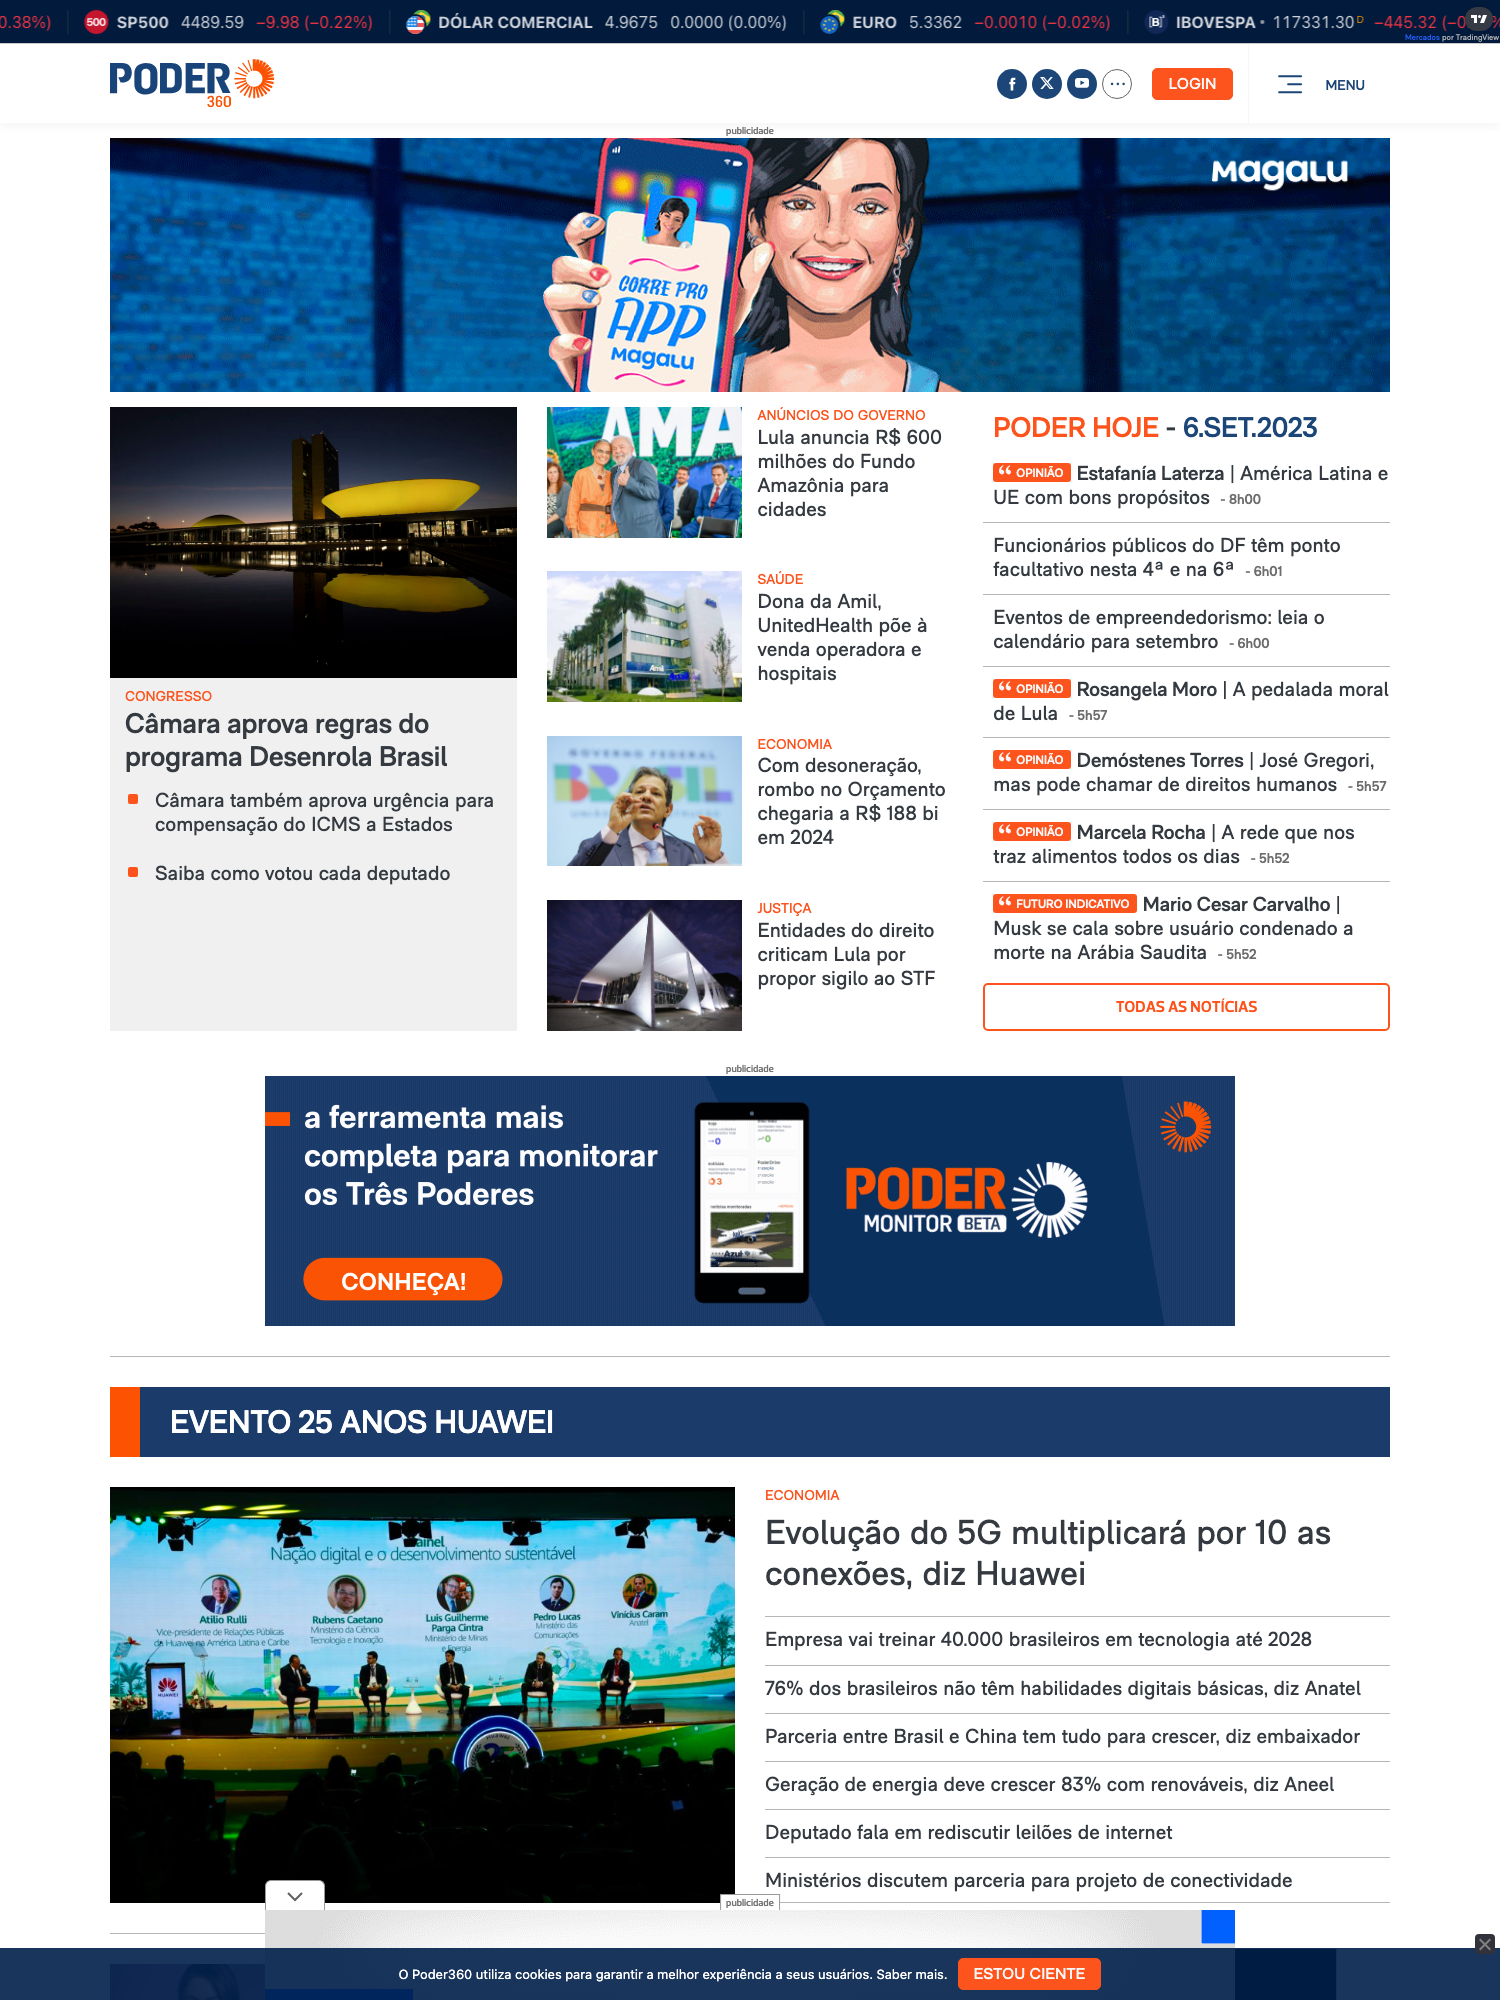 0.38%)
500 SP500 4489.59 −9.98 (−0.22%)
DÓLAR COMERCIAL 4.9675 0.0000 (0.00%)
EURO 5.3362 −0.0010 (−0.02%)
IBOVESPA • 117331.30 D −445.32
Mercados por TradingView
PODER
360
LOGIN
MENU
publicidade
Magalu
CORRE PRO
APP
Magalu
CONGRESSO
Câmara aprova regras do
programa Desenrola Brasil
Câmara também aprova urgência para
compensação do ICMS a Estados
Saiba como votou cada deputado
AMA
ANÚNCIOS DO GOVERNO
Lula anuncia R$ 600
milhões do Fundo
Amazônia para
cidades
Amil
SAÚDE
Dona da Amil,
UnitedHealth põe à
venda operadora e
hospitais
GOVERNO FEDERAL
BRASIL
ECONOMIA
Com desoneração,
rombo no Orçamento
chegaria a R$ 188 bi
em 2024
JUSTIÇA
Entidades do direito
criticam Lula por
propor sigilo ao STF
PODER HOJE - 6.SET.2023
“ OPINIÃO Estafanía Laterza | América Latina e
UE com bons propósitos - 8h00
Funcionários públicos do DF têm ponto
facultativo nesta 4ª e na 6ª - 6h01
Eventos de empreendedorismo: leia o
calendário para setembro - 6h00
“ OPINIÃO Rosangela Moro | A pedalada moral
de Lula - 5h57
“ OPINIÃO Demóstenes Torres | José Gregori,
mas pode chamar de direitos humanos - 5h57
“ OPINIÃO Marcela Rocha | A rede que nos
traz alimentos todos os dias - 5h52
“ FUTURO INDICATIVO Mario Cesar Carvalho |
Musk se cala sobre usuário condenado a
morte na Arábia Saudita - 5h52
TODAS AS NOTÍCIAS
publicidade
a ferramenta mais
completa para monitorar
os Três Poderes
CONHEÇA!
Azul
PODER
MONITOR BETA
EVENTO 25 ANOS HUAWEI
Nação digital e o desenvolvimento sustentável
Atilio Rulli
Vice-presidente de Relações Públicas
da Huawei na América Latina e Caribe
Rubens Caetano
Ministério da Ciência
Tecnologia e Inovação
Luis Guilherme
Parga Cintra
Ministério de Minas
e Energia
Pedro Lucas
Ministério das
Comunicações
Vinícius Caram
Anatel
HUAWEI
ECONOMIA
Evolução do 5G multiplicará por 10 as
conexões, diz Huawei
Empresa vai treinar 40.000 brasileiros em tecnologia até 2028
76% dos brasileiros não têm habilidades digitais básicas, diz Anatel
Parceria entre Brasil e China tem tudo para crescer, diz embaixador
Geração de energia deve crescer 83% com renováveis, diz Aneel
Deputado fala em rediscutir leilões de internet
Ministérios discutem parceria para projeto de conectividade
publicidade
O Poder360 utiliza cookies para garantir a melhor experiência a seus usuários. Saber mais.
ESTOU CIENTE